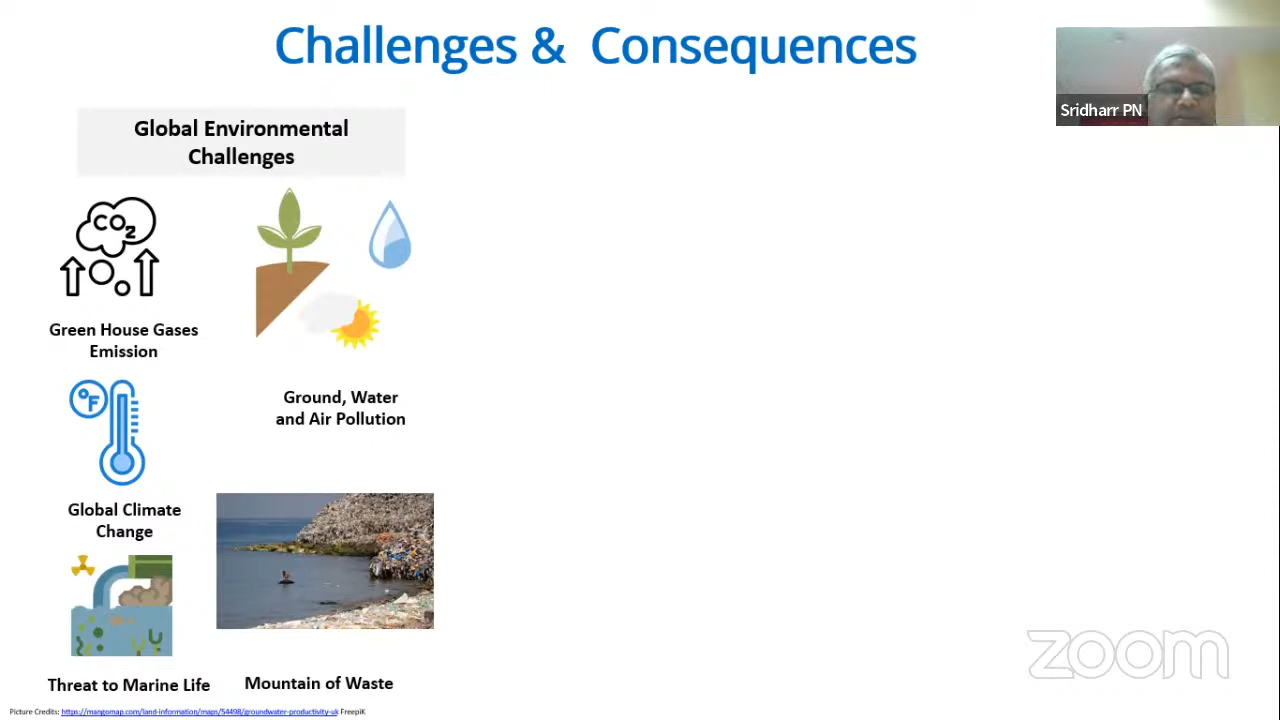 Challenges & Consequences
Sridharr PN
Global Environmental
Challenges
CO2
Green House Gases
Emission
Ground, Water
and Air Pollution
°F
Global Climate
Change
Threat to Marine Life
Mountain of Waste
zoom
Picture Credits: https://mangomap.com/land-information/maps/54498/groundwater-productivity-uk FreepiK